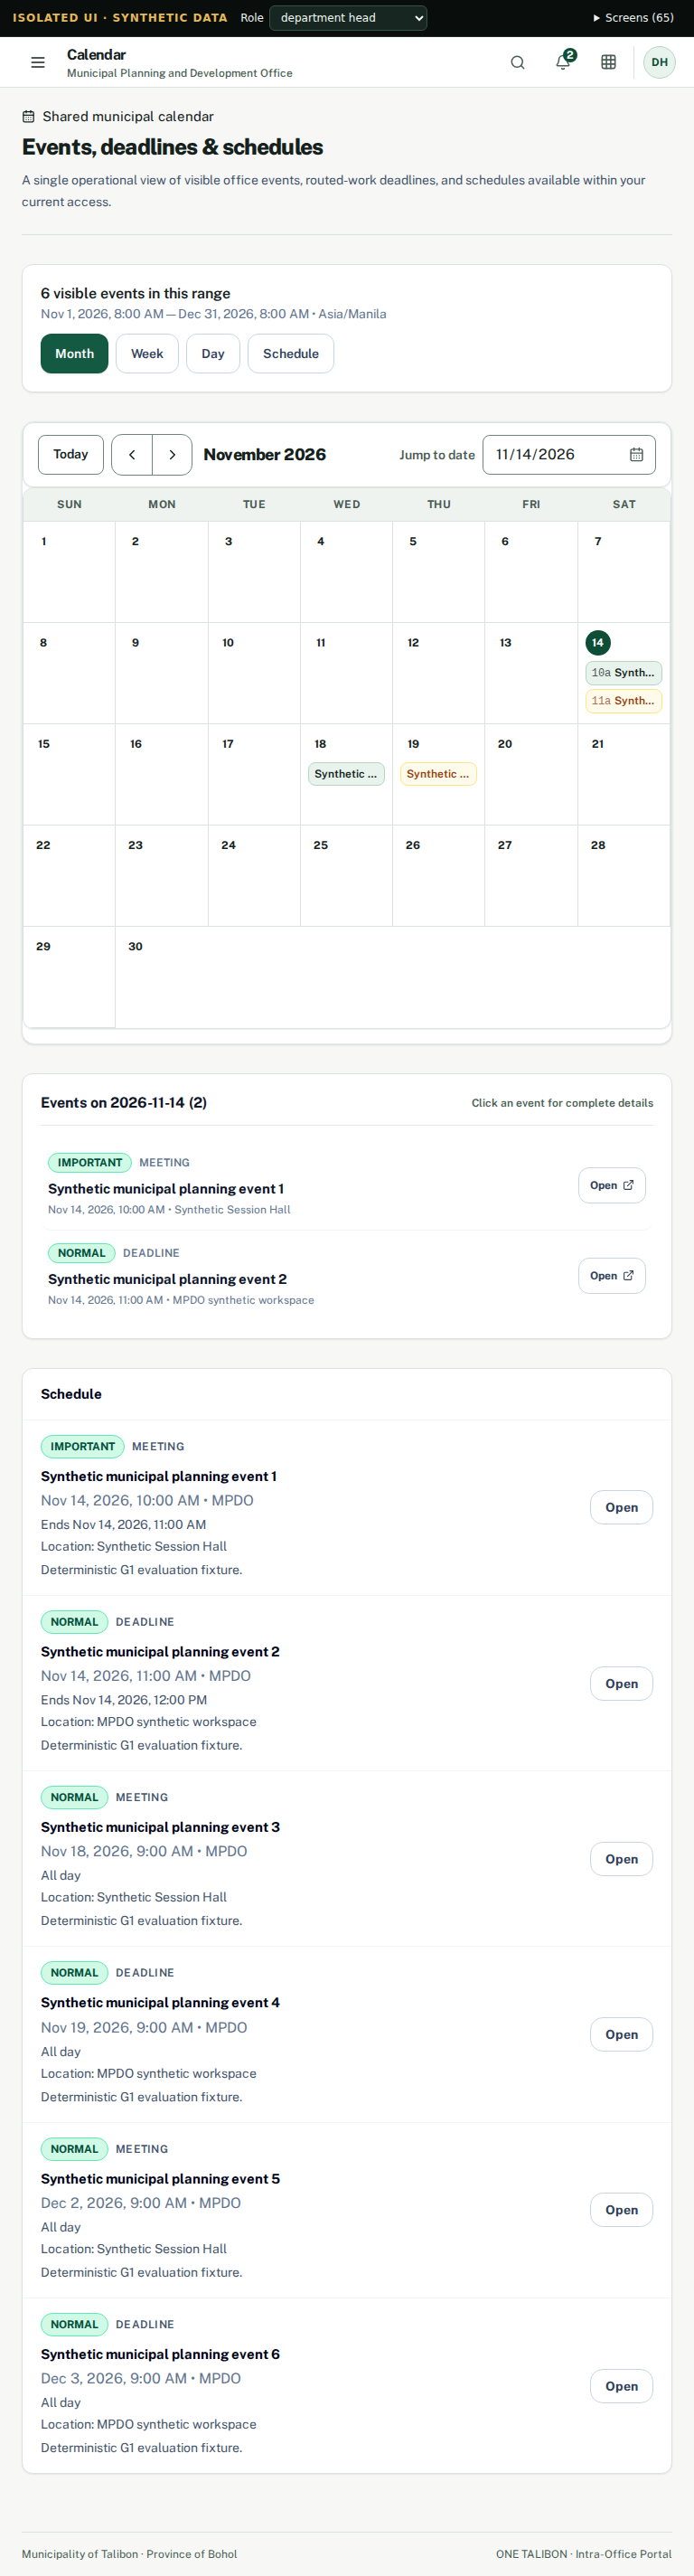 ISOLATED UI · SYNTHETIC DATA Role department head Screens (65)
Calendar
Municipal Planning and Development Office
2
DH
Shared municipal calendar
Events, deadlines & schedules
A single operational view of visible office events, routed-work deadlines, and schedules available within your
current access.
6 visible events in this range
Nov 1, 2026, 8:00 AM — Dec 31, 2026, 8:00 AM • Asia/Manila
Month Week Day Schedule
Today November 2026 Jump to date 11/14/2026
SUN MON TUE WED THU FRI SAT
1 2 3 4 5 6 7
8 9 10 11 12 13 14
10a Synth...
11a Synth...
15 16 17 18 19 20 21
Synthetic ... Synthetic ...
22 23 24 25 26 27 28
29 30
Events on 2026-11-14 (2) Click an event for complete details
IMPORTANT MEETING
Synthetic municipal planning event 1
Nov 14, 2026, 10:00 AM • Synthetic Session Hall
Open
NORMAL DEADLINE
Synthetic municipal planning event 2
Nov 14, 2026, 11:00 AM • MPDO synthetic workspace
Open
Schedule
IMPORTANT MEETING
Synthetic municipal planning event 1
Nov 14, 2026, 10:00 AM • MPDO
Ends Nov 14, 2026, 11:00 AM
Location: Synthetic Session Hall
Deterministic G1 evaluation fixture.
Open
NORMAL DEADLINE
Synthetic municipal planning event 2
Nov 14, 2026, 11:00 AM • MPDO
Ends Nov 14, 2026, 12:00 PM
Location: MPDO synthetic workspace
Deterministic G1 evaluation fixture.
Open
NORMAL MEETING
Synthetic municipal planning event 3
Nov 18, 2026, 9:00 AM • MPDO
All day
Location: Synthetic Session Hall
Deterministic G1 evaluation fixture.
Open
NORMAL DEADLINE
Synthetic municipal planning event 4
Nov 19, 2026, 9:00 AM • MPDO
All day
Location: MPDO synthetic workspace
Deterministic G1 evaluation fixture.
Open
NORMAL MEETING
Synthetic municipal planning event 5
Dec 2, 2026, 9:00 AM • MPDO
All day
Location: Synthetic Session Hall
Deterministic G1 evaluation fixture.
Open
NORMAL DEADLINE
Synthetic municipal planning event 6
Dec 3, 2026, 9:00 AM • MPDO
All day
Location: MPDO synthetic workspace
Deterministic G1 evaluation fixture.
Open
Municipality of Talibon · Province of Bohol ONE TALIBON · Intra-Office Portal